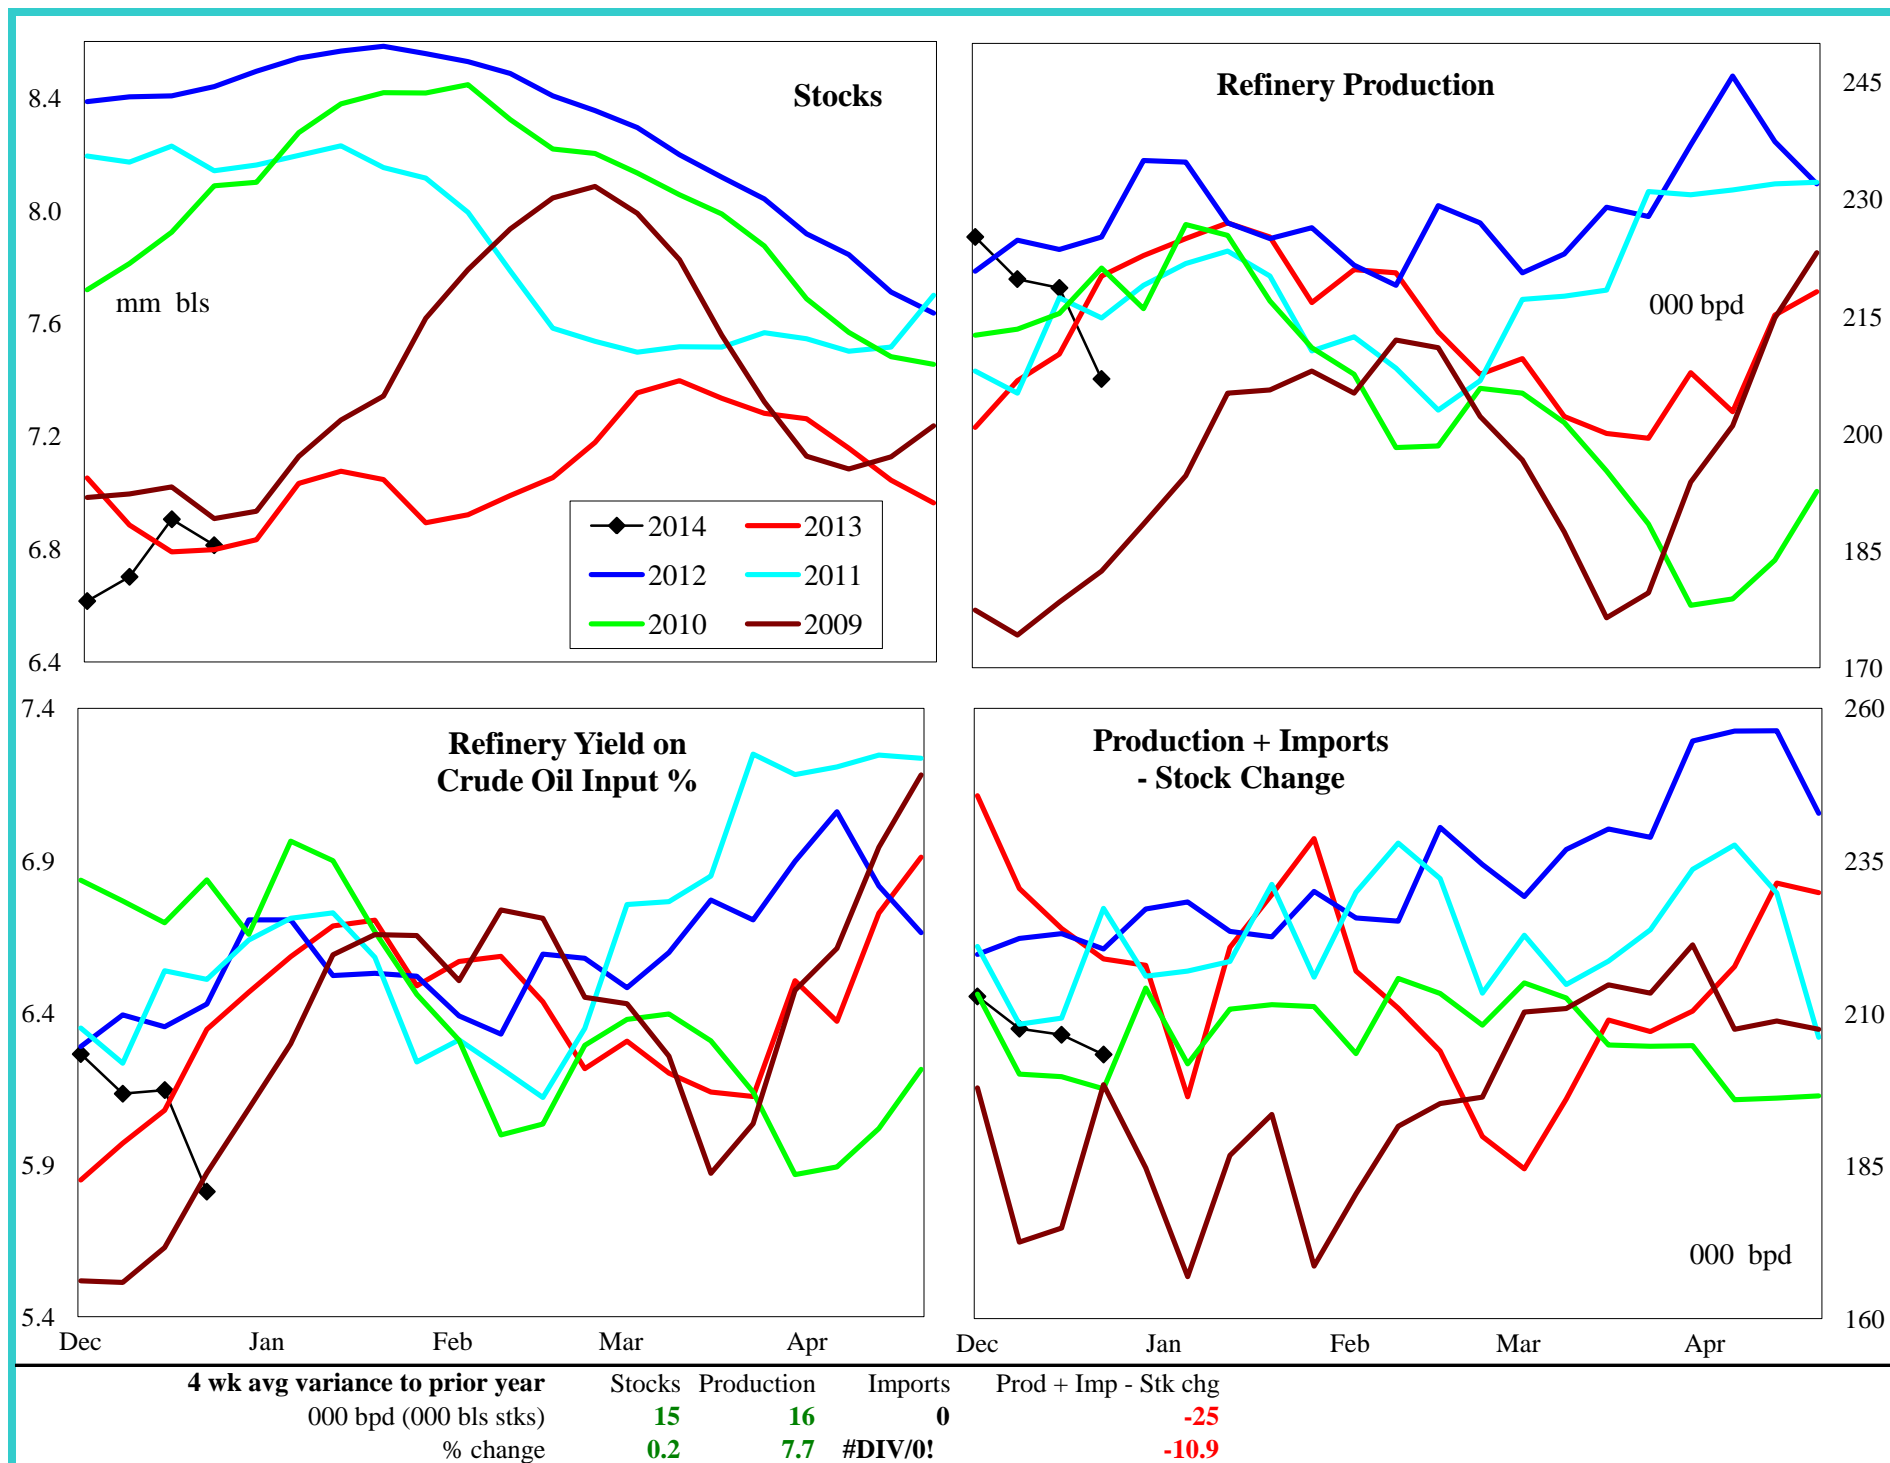 Stocks
8.4
8.0
7.6
7.2
6.8
6.4
mm bls
2014 2013
2012 2011
2010 2009
Refinery Production
245
230
215
200
185
170
000 bpd
Refinery Yield on
Crude Oil Input %
7.4
6.9
6.4
5.9
5.4
Dec Jan Feb Mar Apr
Production + Imports
- Stock Change
260
235
210
185
160
000 bpd
Dec Jan Feb Mar Apr
4 wk avg variance to prior year Stocks Production Imports Prod + Imp - Stk chg
000 bpd (000 bls stks) 15 16 0 -25
% change 0.2 7.7 #DIV/0! -10.9